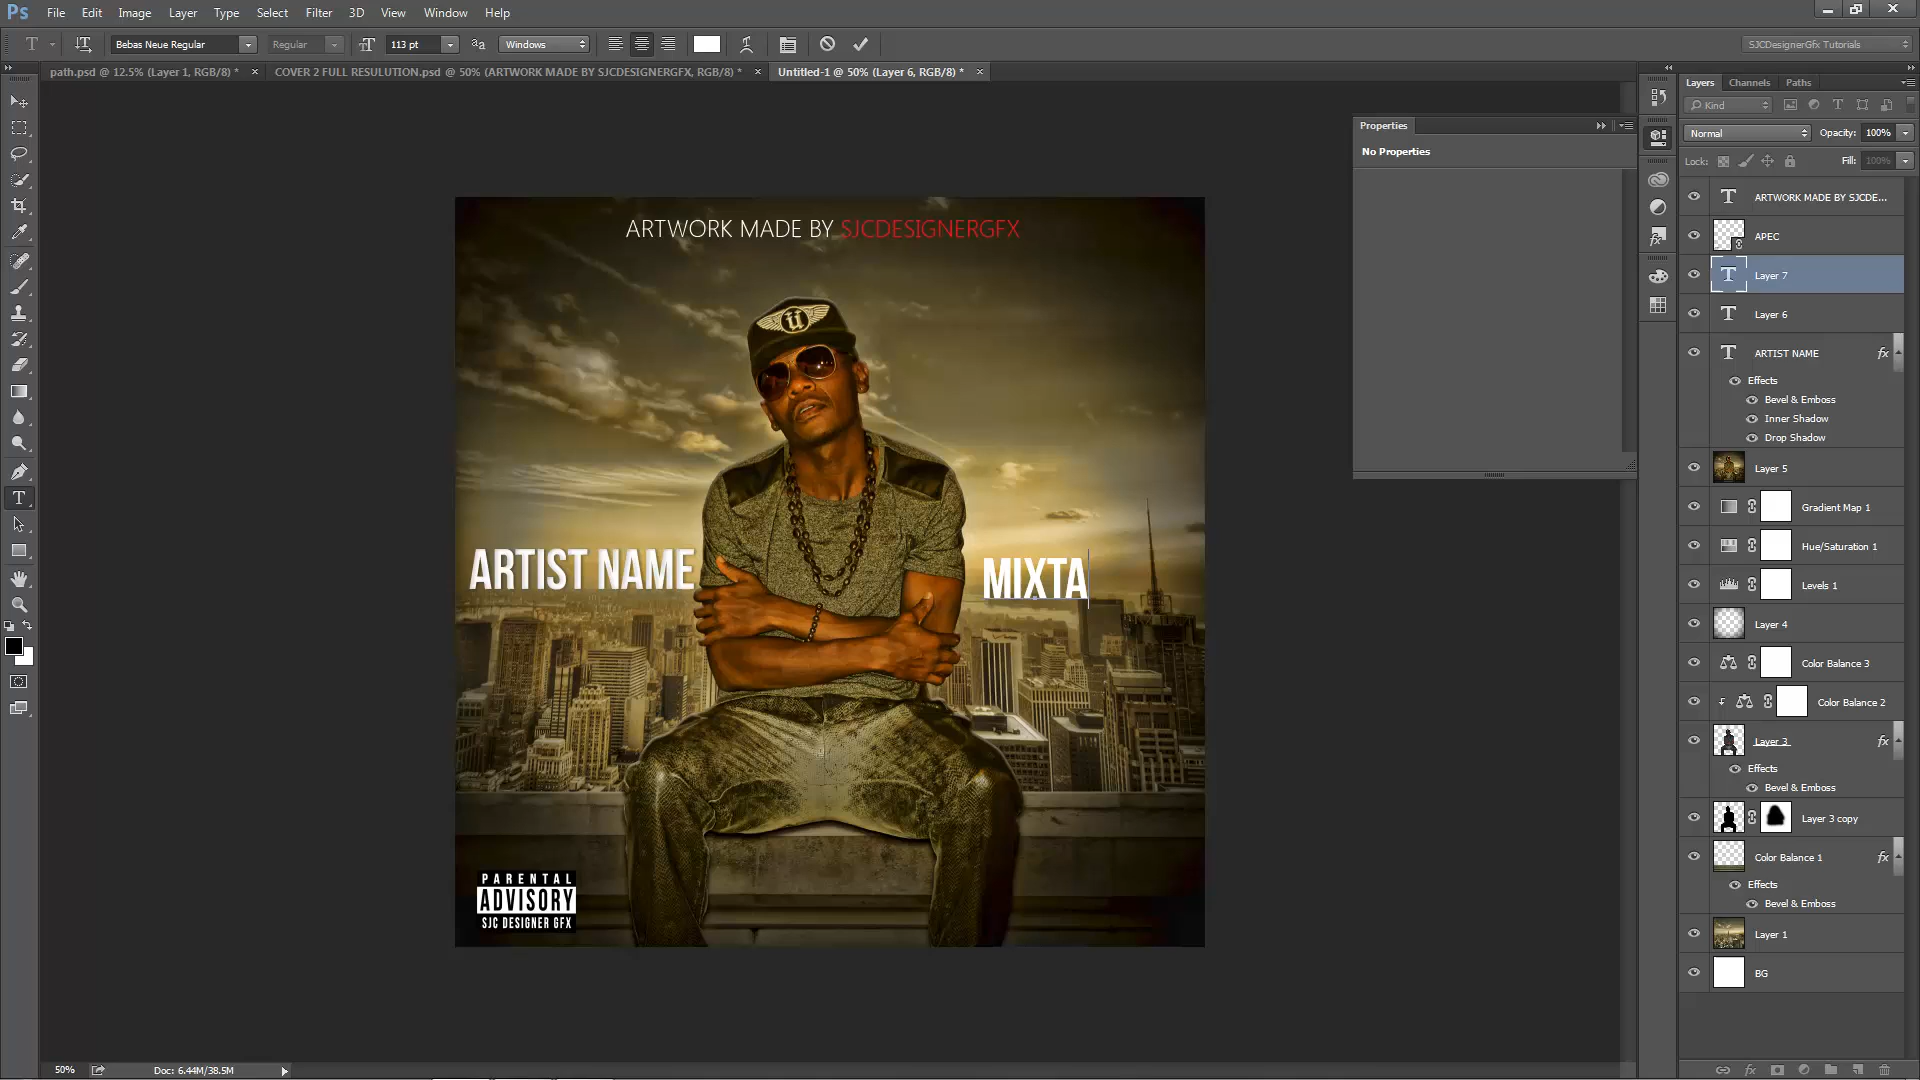 Ps File Edit Image Layer Type Select Filter 3D View Window Help
T Bebas Neue Regular Regular 113 pt Windows SJCDesignerGfx Tutorials
path.psd @ 12.5% (Layer 1, RGB/8) * × COVER 2 FULL RESULUTION.psd @ 50% (ARTWORK MADE BY SJCDESIGNERGFX, RGB/8) * × Untitled-1 @ 50% (Layer 6, RGB/8) * ×
Layers Channels Paths
Kind
Normal Opacity: 100%
Lock: Fill: 100%
Properties
No Properties
ARTWORK MADE BY SJCDE...
APEC
Layer 7
Layer 6
ARTIST NAME fx
Effects
Bevel & Emboss
Inner Shadow
Drop Shadow
Layer 5
Gradient Map 1
Hue/Saturation 1
Levels 1
Layer 4
Color Balance 3
Color Balance 2
Layer 3 fx
Effects
Bevel & Emboss
Layer 3 copy
Color Balance 1 fx
Effects
Bevel & Emboss
Layer 1
BG
ARTWORK MADE BY SJCDESIGNERGFX
ü
ARTIST NAME MIXTA
PARENTAL
ADVISORY
SJC DESIGNER GFX
50% Doc: 6.44M/38.5M